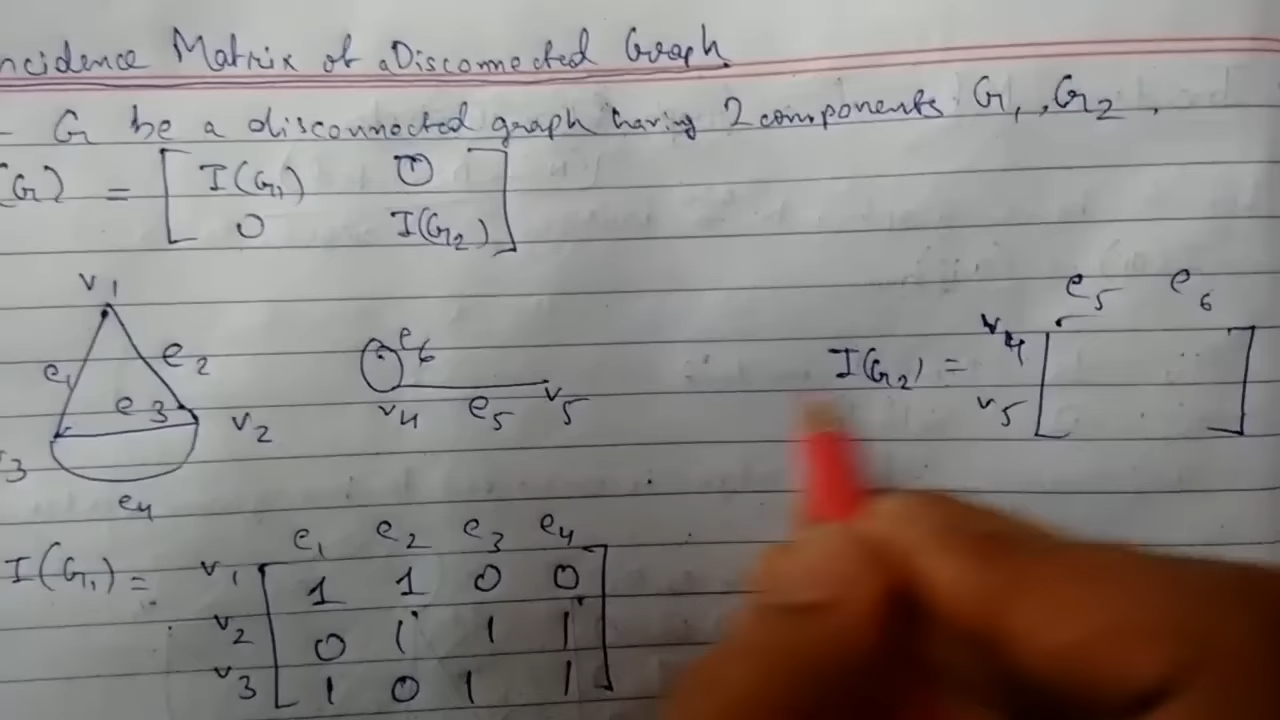 ncidence Matrix of a Disconnected Graph
- G be a disconnected graph having 2 components G1, G2.
(G) = [ I(G1) 0
0 I(G2) ]
v1
e1 e2
e3 v2
3
e4
e6
v4 e5 v5
e5 e6
I(G2) = v4
v5
e1 e2 e3 e4
I(G1) = v1 1 1 0 0
v2 0 1 1 1
v3 1 0 1 1